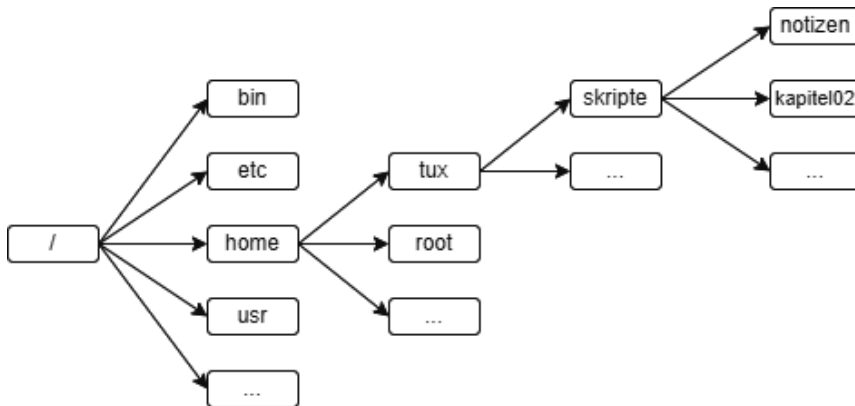 /
bin
etc
home
usr
...
tux
root
...
skripte
...
notizen
kapitel02
...